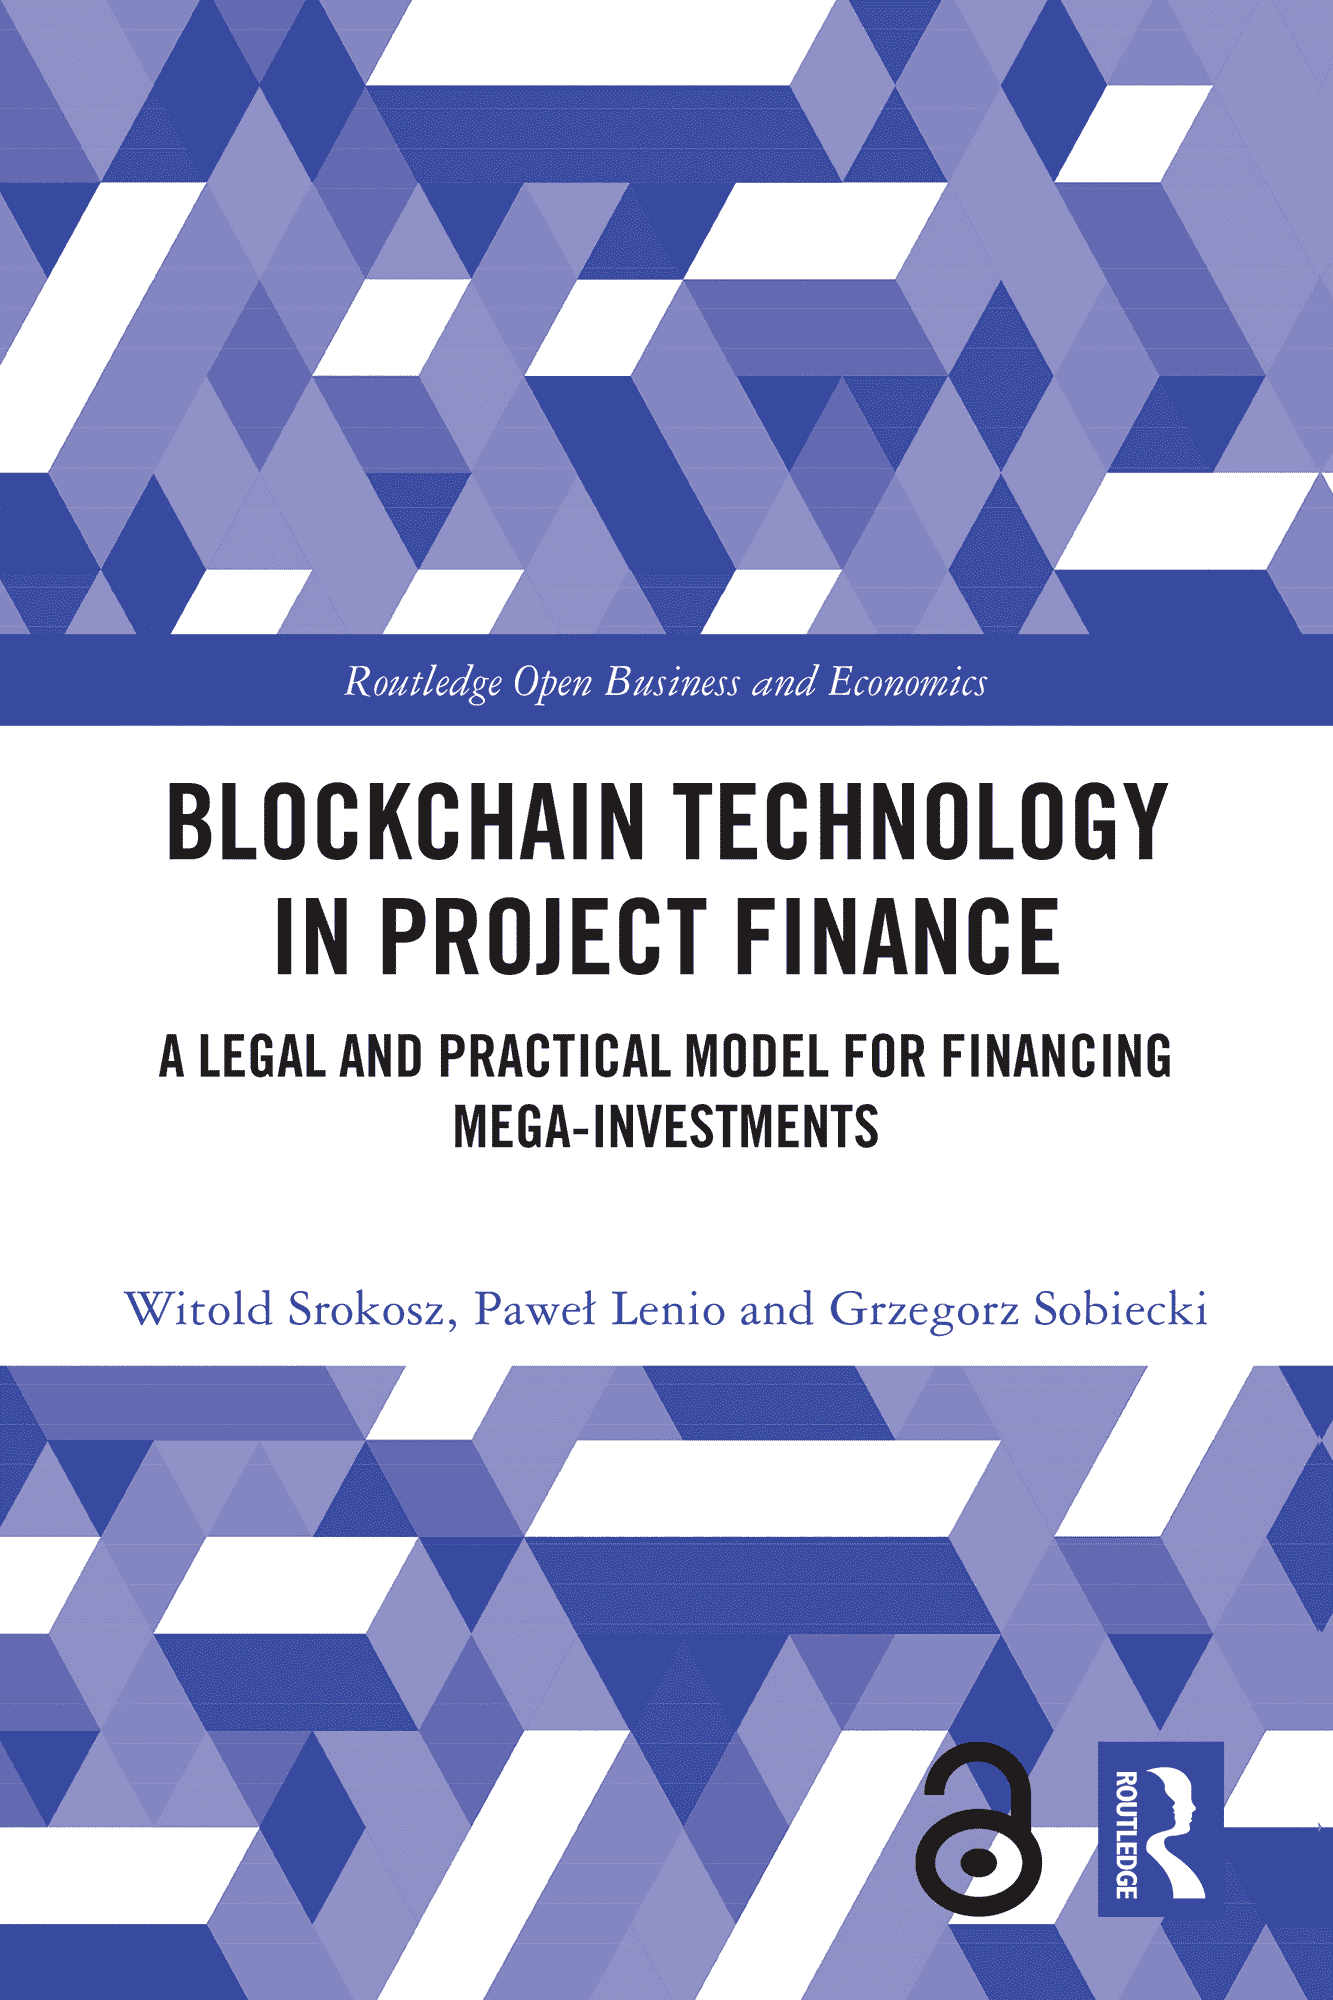 Routledge Open Business and Economics
BLOCKCHAIN TECHNOLOGY
IN PROJECT FINANCE
A LEGAL AND PRACTICAL MODEL FOR FINANCING
MEGA-INVESTMENTS
Witold Srokosz, Paweł Lenio and Grzegorz Sobiecki
ROUTLEDGE